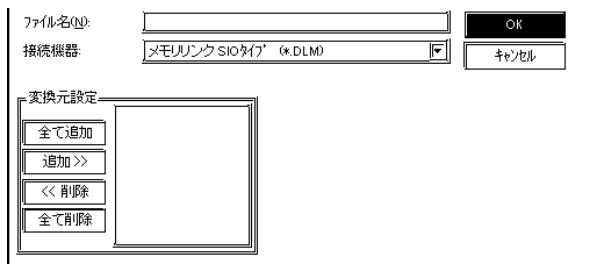 ファイル名(N):
OK
接続機器:
メモリリンク SIOタイプ (*.DLM)
キャンセル
変換元設定
全て追加
追加 >>
<< 削除
全て削除